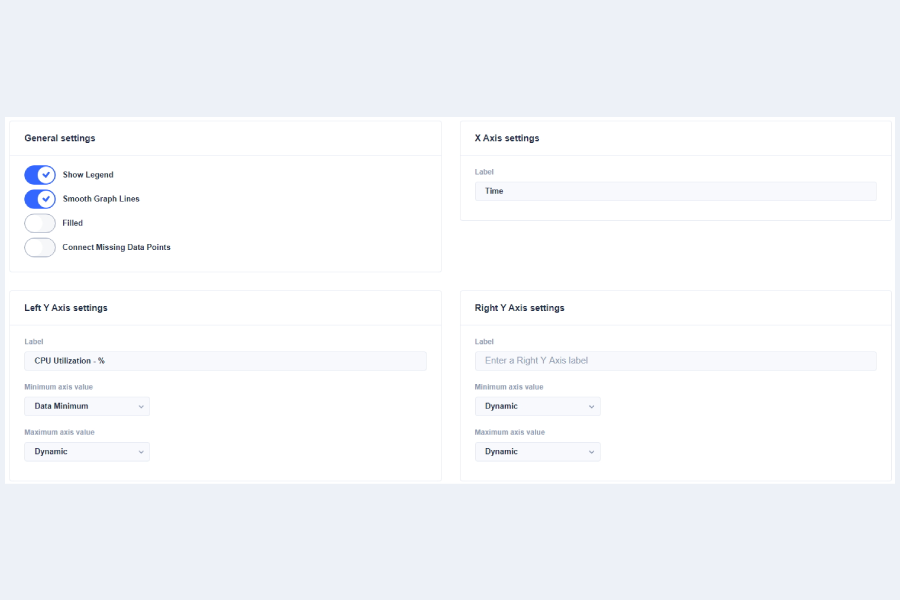 General settings
Show Legend
Smooth Graph Lines
Filled
Connect Missing Data Points
X Axis settings
Label
Time
Left Y Axis settings
Label
CPU Utilization - %
Minimum axis value
Data Minimum
Maximum axis value
Dynamic
Right Y Axis settings
Label
Enter a Right Y Axis label
Minimum axis value
Dynamic
Maximum axis value
Dynamic